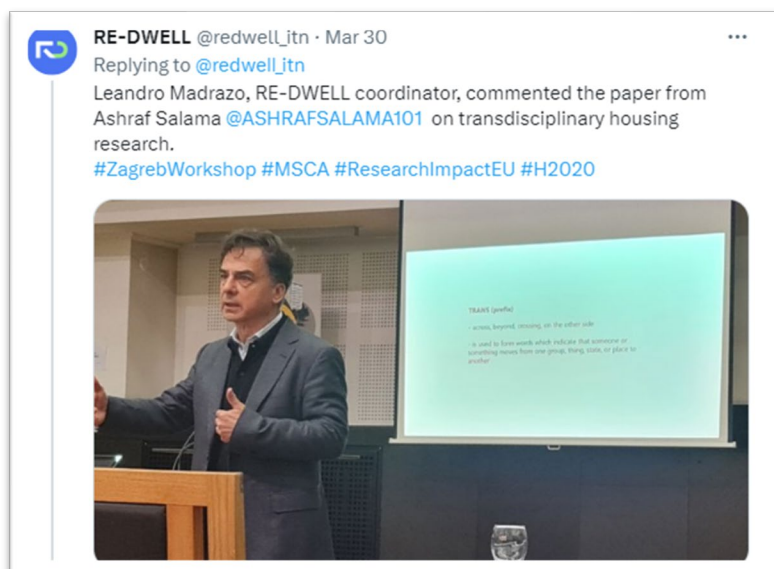 RE-DWELL @redwell_itn · Mar 30
Replying to @redwell_itn
Leandro Madrazo, RE-DWELL coordinator, commented the paper from
Ashraf Salama @ASHRAFSALAMA101 on transdisciplinary housing
research.
#ZagrebWorkshop #MSCA #ResearchImpactEU #H2020
TRANS (prefix)
- across, beyond, crossing, on the other side
- is used to form words which indicate that someone or
something moves from one group, thing, state, or place to
another